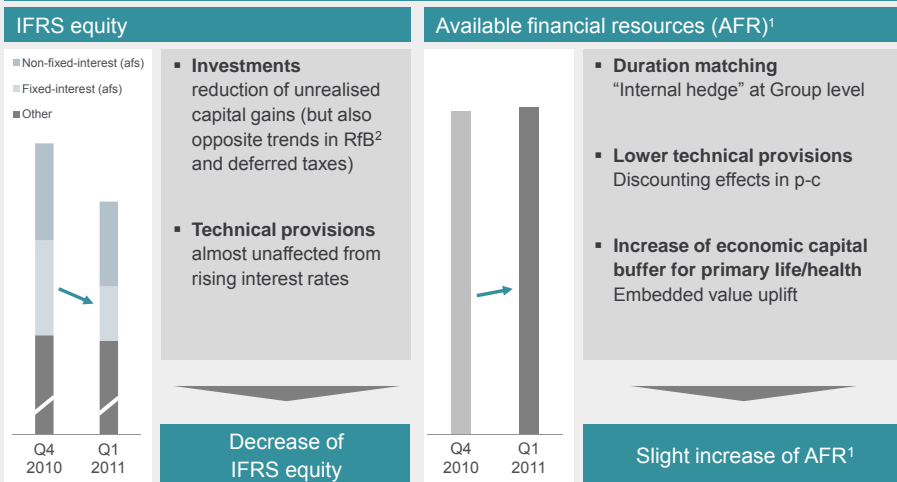 IFRS equity
Non-fixed-interest (afs)
Fixed-interest (afs)
Other
Q4
2010
Q1
2011
▪ Investments
reduction of unrealised
capital gains (but also
opposite trends in RfB²
and deferred taxes)
▪ Technical provisions
almost unaffected from
rising interest rates
Decrease of
IFRS equity
Available financial resources (AFR)¹
Q4
2010
Q1
2011
▪ Duration matching
“Internal hedge” at Group level
▪ Lower technical provisions
Discounting effects in p-c
▪ Increase of economic capital
buffer for primary life/health
Embedded value uplift
Slight increase of AFR¹